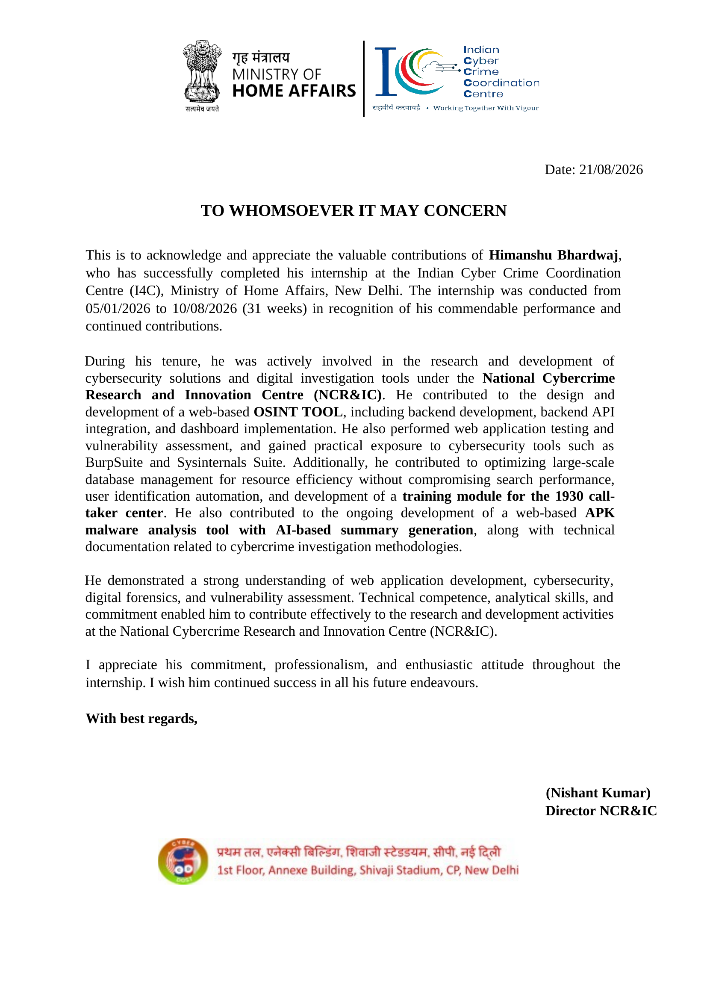 गृह मंत्रालय
MINISTRY OF
HOME AFFAIRS
सत्यमेव जयते
Indian
Cyber
Crime
Coordination
Centre
सहवीर्यं करवावहै • Working Together With Vigour
Date: 21/08/2026
TO WHOMSOEVER IT MAY CONCERN
This is to acknowledge and appreciate the valuable contributions of Himanshu Bhardwaj,
who has successfully completed his internship at the Indian Cyber Crime Coordination
Centre (I4C), Ministry of Home Affairs, New Delhi. The internship was conducted from
05/01/2026 to 10/08/2026 (31 weeks) in recognition of his commendable performance and
continued contributions.
During his tenure, he was actively involved in the research and development of
cybersecurity solutions and digital investigation tools under the National Cybercrime
Research and Innovation Centre (NCR&IC). He contributed to the design and
development of a web-based OSINT TOOL, including backend development, backend API
integration, and dashboard implementation. He also performed web application testing and
vulnerability assessment, and gained practical exposure to cybersecurity tools such as
BurpSuite and Sysinternals Suite. Additionally, he contributed to optimizing large-scale
database management for resource efficiency without compromising search performance,
user identification automation, and development of a training module for the 1930 call-
taker center. He also contributed to the ongoing development of a web-based APK
malware analysis tool with AI-based summary generation, along with technical
documentation related to cybercrime investigation methodologies.
He demonstrated a strong understanding of web application development, cybersecurity,
digital forensics, and vulnerability assessment. Technical competence, analytical skills, and
commitment enabled him to contribute effectively to the research and development activities
at the National Cybercrime Research and Innovation Centre (NCR&IC).
I appreciate his commitment, professionalism, and enthusiastic attitude throughout the
internship. I wish him continued success in all his future endeavours.
With best regards,
(Nishant Kumar)
Director NCR&IC
CYBER
DOST
प्रथम तल, एनेक्सी बिल्डिंग, शिवाजी स्टेडडयम, सीपी, नई दि्ली
1st Floor, Annexe Building, Shivaji Stadium, CP, New Delhi